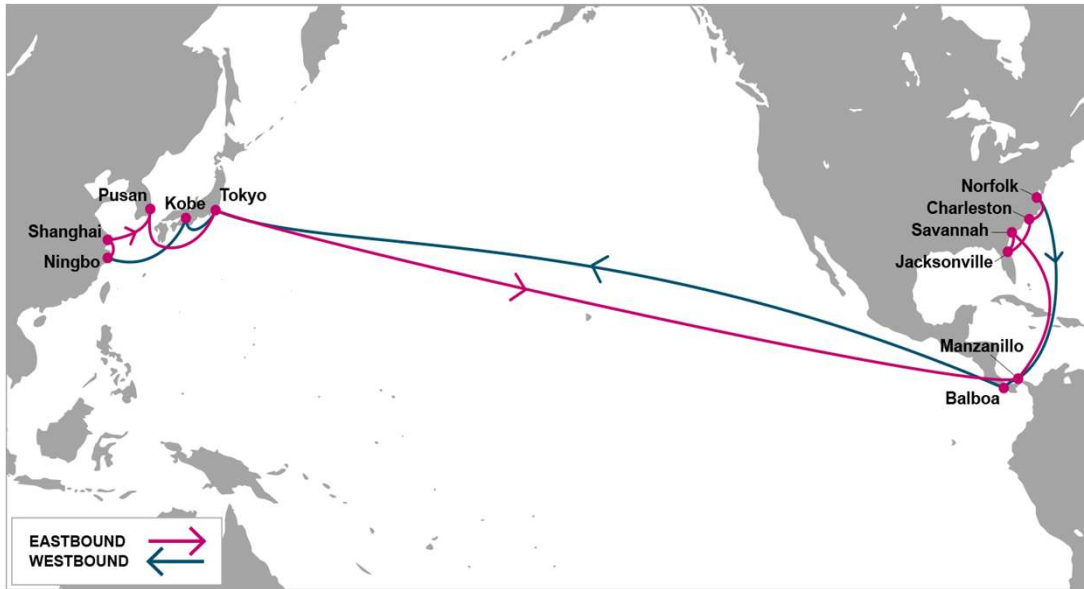 Pusan
Kobe
Tokyo
Shanghai
Ningbo
Norfolk
Charleston
Savannah
Jacksonville
Manzanillo
Balboa
EASTBOUND
WESTBOUND